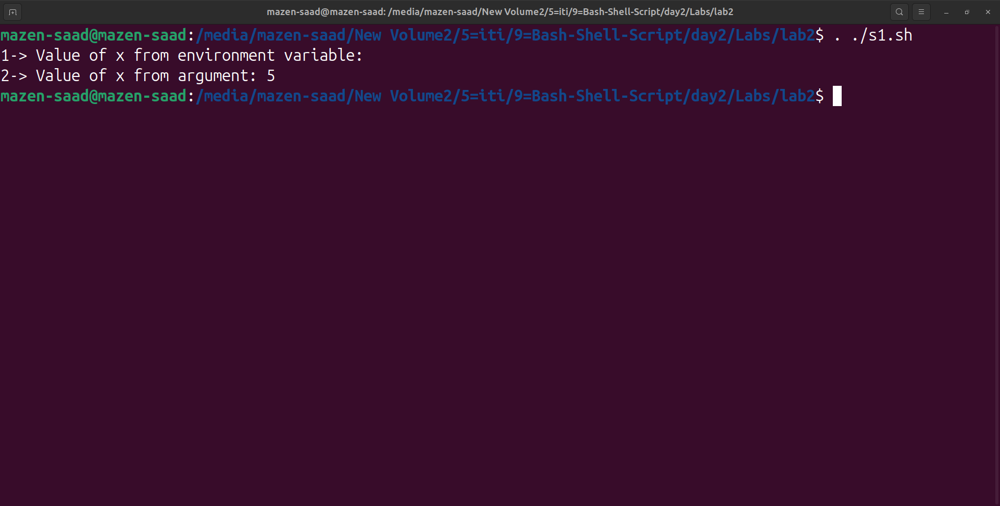 mazen-saad@mazen-saad: /media/mazen-saad/New Volume2/5=iti/9=Bash-Shell-Script/day2/Labs/lab2
mazen-saad@mazen-saad:/media/mazen-saad/New Volume2/5=iti/9=Bash-Shell-Script/day2/Labs/lab2$ . ./s1.sh
1-> Value of x from environment variable:
2-> Value of x from argument: 5
mazen-saad@mazen-saad:/media/mazen-saad/New Volume2/5=iti/9=Bash-Shell-Script/day2/Labs/lab2$